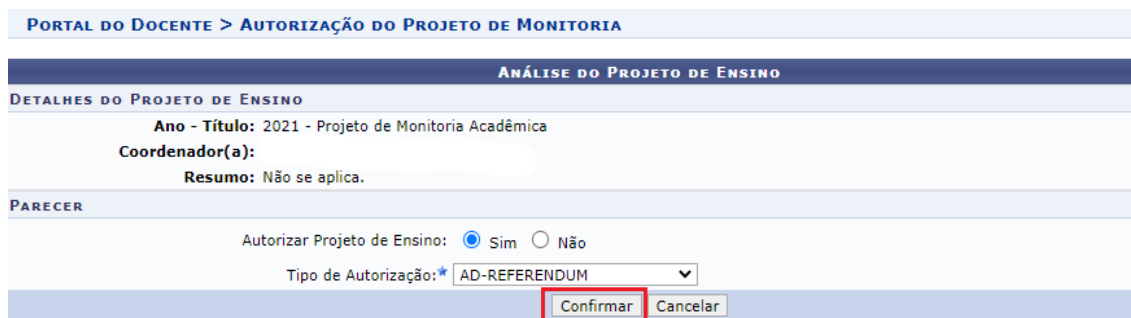 PORTAL DO DOCENTE > AUTORIZAÇÃO DO PROJETO DE MONITORIA
ANÁLISE DO PROJETO DE ENSINO
DETALHES DO PROJETO DE ENSINO
Ano - Título: 2021 - Projeto de Monitoria Acadêmica
Coordenador(a):
Resumo: Não se aplica.
PARECER
Autorizar Projeto de Ensino: Sim Não
Tipo de Autorização:* AD-REFERENDUM
Confirmar Cancelar